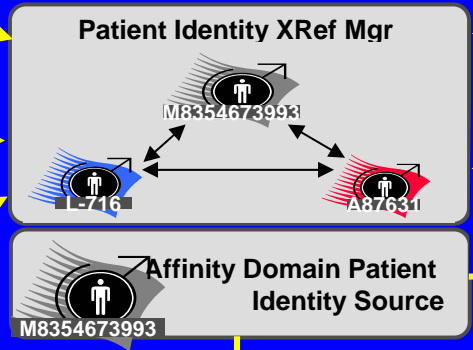 Patient Identity XRef Mgr
M8354673993
L-716
A87631
Affinity Domain Patient
Identity Source
M8354673993